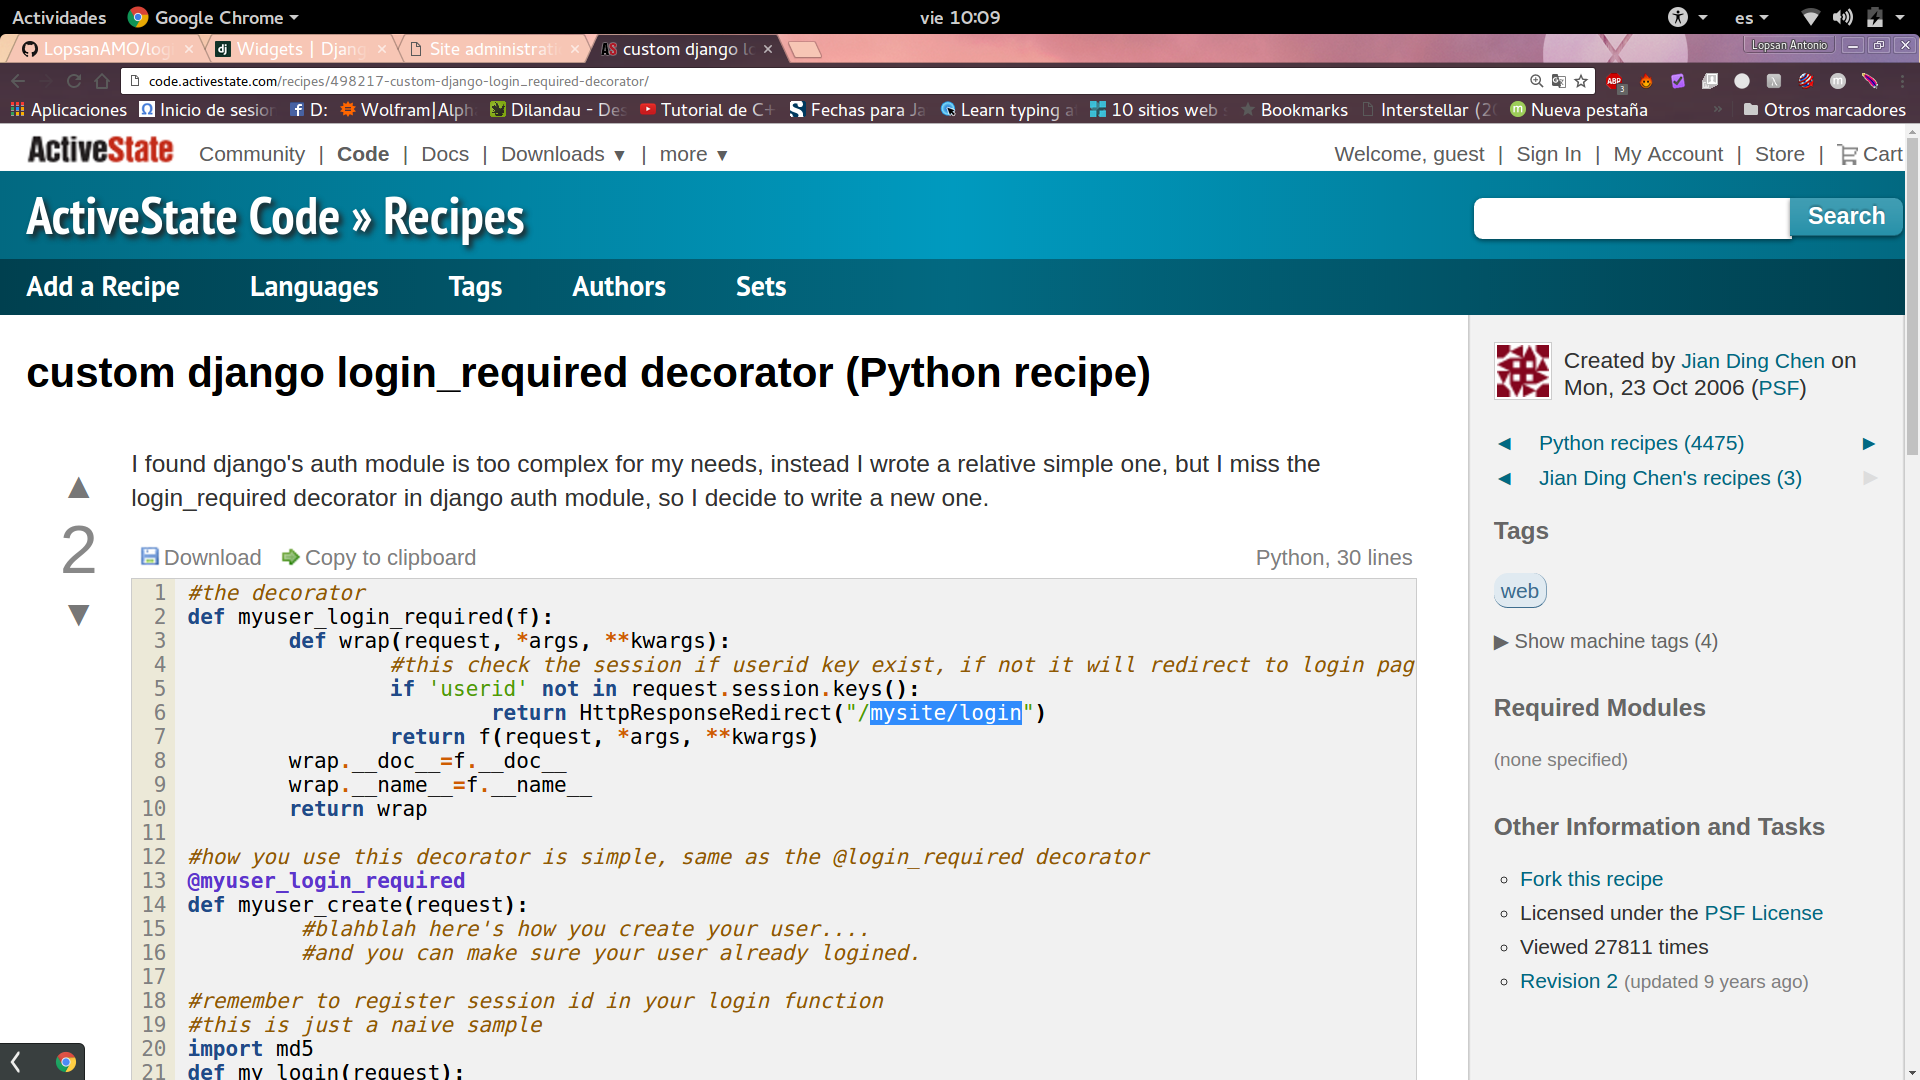 Actividades Google Chrome vie 10:09 es
LopsanAMO/log Widgets | Djan Site administrati custom django lo Lopsan Antonio
code.activestate.com/recipes/498217-custom-django-login_required-decorator/
Aplicaciones Inicio de sesion D: Wolfram|Alph Dilandau - Des Tutorial de C+ Fechas para Ja Learn typing a 10 sitios web Bookmarks Interstellar (20 Nueva pestaña » Otros marcadores
ActiveState Community | Code | Docs | Downloads ▼ | more ▼ Welcome, guest | Sign In | My Account | Store | Cart
ActiveState Code » Recipes Search
Add a Recipe Languages Tags Authors Sets
custom django login_required decorator (Python recipe)
I found django's auth module is too complex for my needs, instead I wrote a relative simple one, but I miss the
login_required decorator in django auth module, so I decide to write a new one.
2
Download Copy to clipboard Python, 30 lines
1 #the decorator
2 def myuser_login_required(f):
3 def wrap(request, *args, **kwargs):
4 #this check the session if userid key exist, if not it will redirect to login pag
5 if 'userid' not in request.session.keys():
6 return HttpResponseRedirect("/mysite/login")
7 return f(request, *args, **kwargs)
8 wrap.__doc__=f.__doc__
9 wrap.__name__=f.__name__
10 return wrap
11
12 #how you use this decorator is simple, same as the @login_required decorator
13 @myuser_login_required
14 def myuser_create(request):
15 #blahblah here's how you create your user....
16 #and you can make sure your user already logined.
17
18 #remember to register session id in your login function
19 #this is just a naive sample
20 import md5
21 def my_login(request):
Created by Jian Ding Chen on
Mon, 23 Oct 2006 (PSF)
◄ Python recipes (4475) ►
◄ Jian Ding Chen's recipes (3) ►
Tags
web
▶ Show machine tags (4)
Required Modules
(none specified)
Other Information and Tasks
Fork this recipe
Licensed under the PSF License
Viewed 27811 times
Revision 2 (updated 9 years ago)